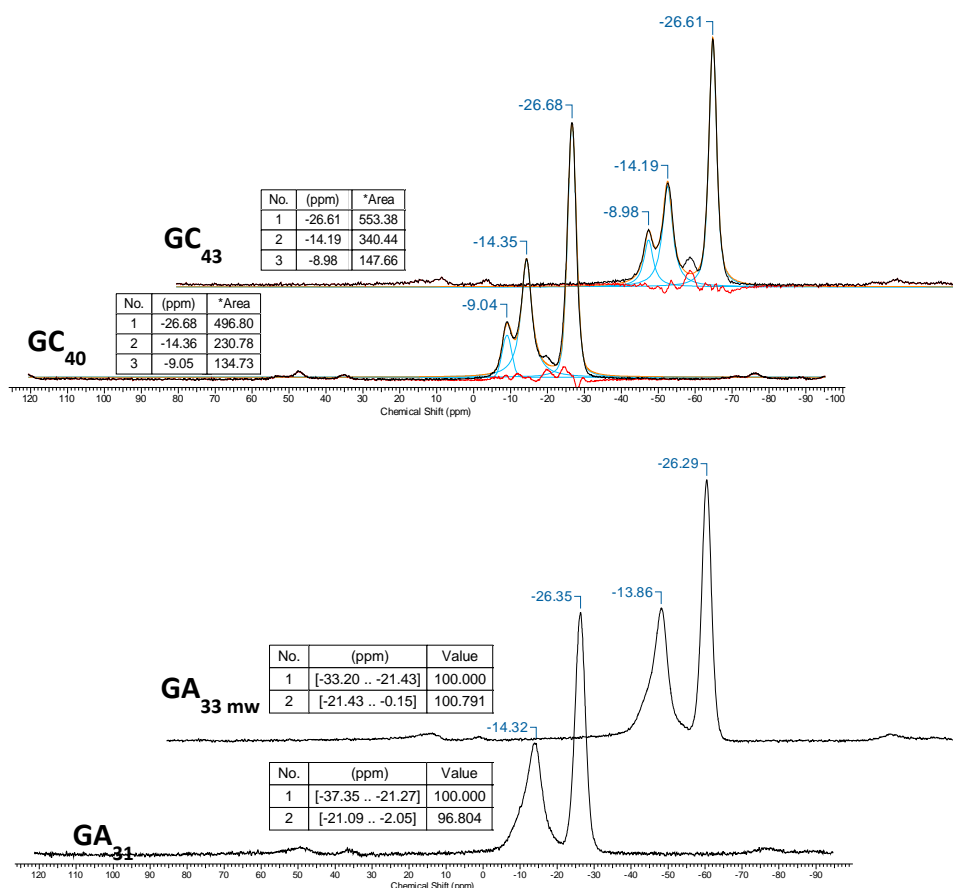 -26.61
-26.68
-14.19
-8.98
-14.35
-9.04
GC43
No. (ppm) *Area
1 -26.61 553.38
2 -14.19 340.44
3 -8.98 147.66
GC40
No. (ppm) *Area
1 -26.68 496.80
2 -14.36 230.78
3 -9.05 134.73
120 110 100 90 80 70 60 50 40 30 20 10 0 -10 -20 -30 -40 -50 -60 -70 -80 -90 -100
Chemical Shift (ppm)
-26.29
-26.35
-13.86
-14.32
GA33 mw
No. (ppm) Value
1 [-33.20 .. -21.43] 100.000
2 [-21.43 .. -0.15] 100.791
GA31
No. (ppm) Value
1 [-37.35 .. -21.27] 100.000
2 [-21.09 .. -2.05] 96.804
120 110 100 90 80 70 60 50 40 30 20 10 0 -10 -20 -30 -40 -50 -60 -70 -80 -90
Chemical Shift (ppm)